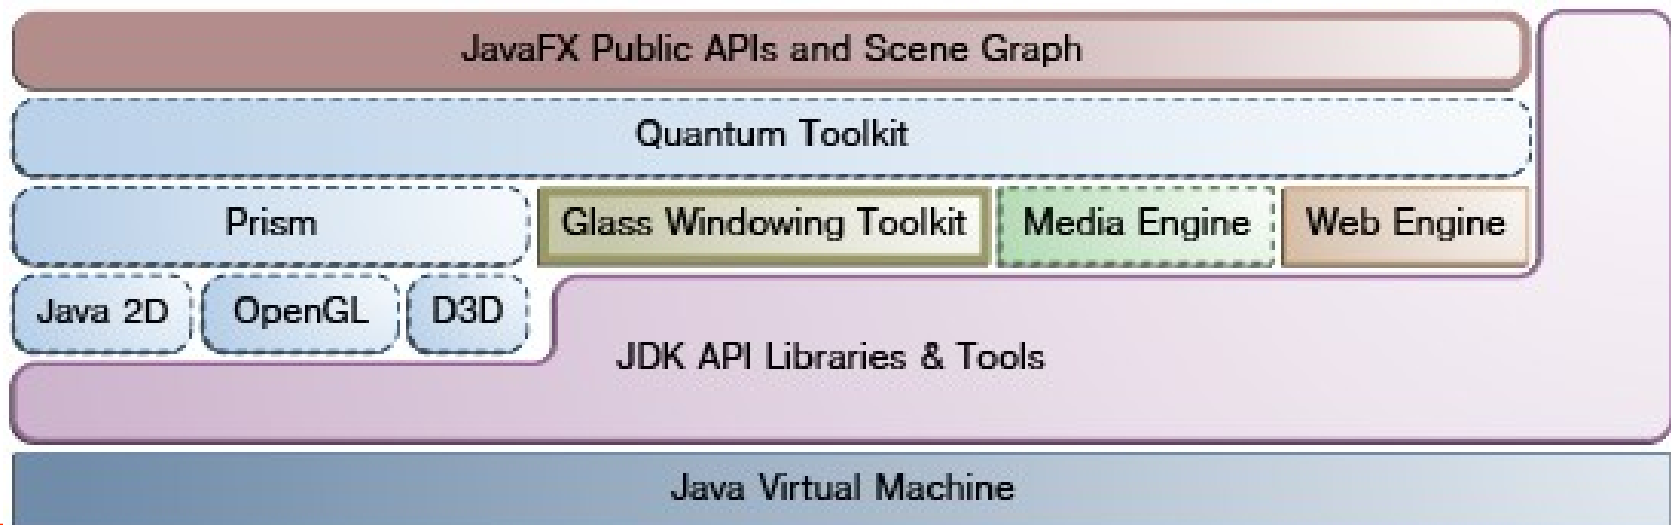 JavaFX Public APIs and Scene Graph
Quantum Toolkit
Prism
Glass Windowing Toolkit
Media Engine
Web Engine
Java 2D
OpenGL
D3D
JDK API Libraries & Tools
Java Virtual Machine